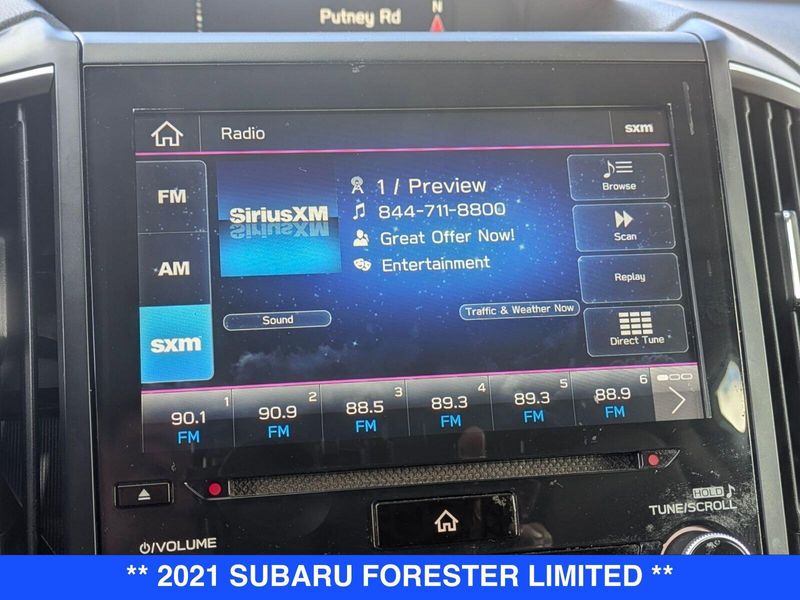 Putney Rd
N
Radio
sxm
FM
AM
sxm
SiriusXM
1 / Preview
844-711-8800
Great Offer Now!
Entertainment
Browse
Scan
Replay
Direct Tune
Sound
Traffic & Weather Now
90.1 FM 1
90.9 FM 2
88.5 FM 3
89.3 FM 4
89.3 FM 5
88.9 FM 6
HOLD
TUNE/SCROLL
VOLUME
** 2021 SUBARU FORESTER LIMITED **